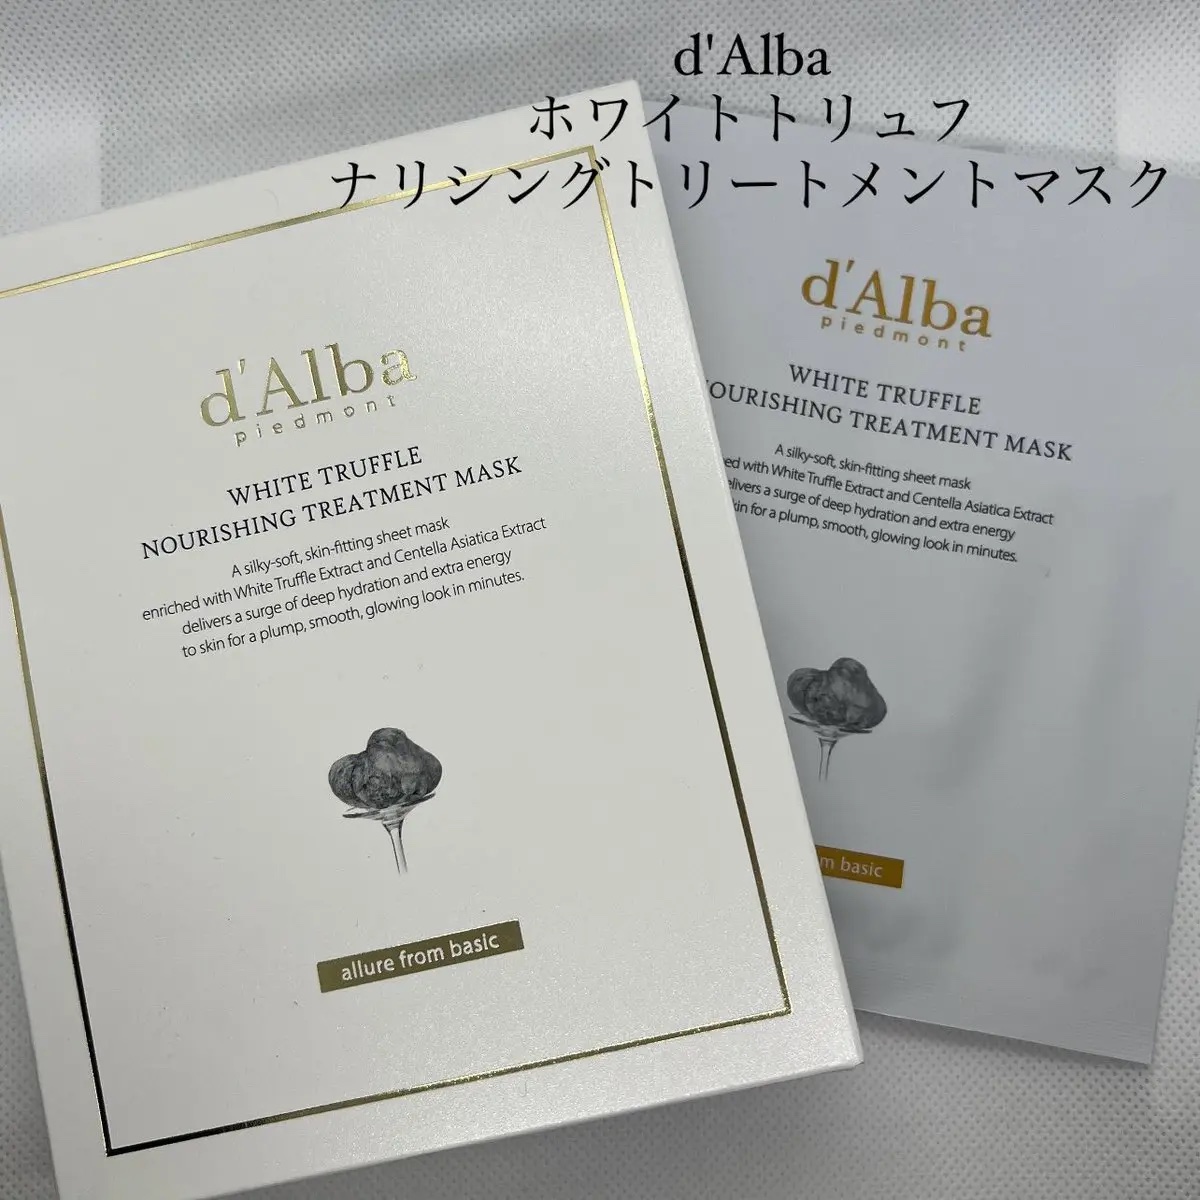 d'Alba
ホワイトトリュフ
ナリシングトリートメントマスク
d'Alba
piedmont
WHITE TRUFFLE
NOURISHING TREATMENT MASK
A silky-soft, skin-fitting sheet mask
enriched with White Truffle Extract and Centella Asiatica Extract
delivers a surge of deep hydration and extra energy
to skin for a plump, smooth, glowing look in minutes.
allure from basic
d'Alba
piedmont
WHITE TRUFFLE
OURISHING TREATMENT MASK
A silky-soft, skin-fitting sheet mask
with White Truffle Extract and Centella Asiatica Extract
delivers a surge of deep hydration and extra energy
skin for a plump, smooth, glowing look in minutes.
basic